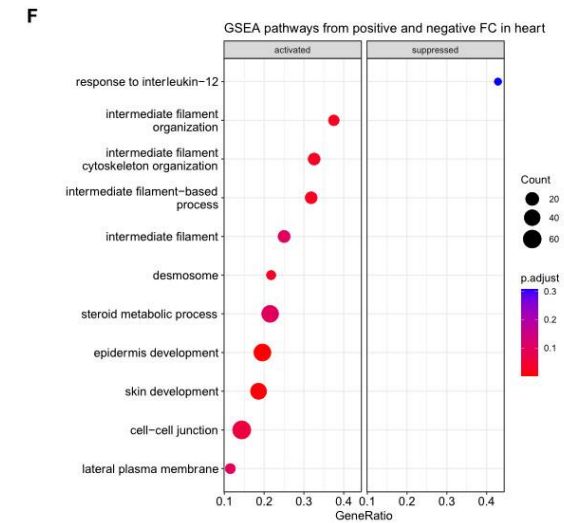 F
GSEA pathways from positive and negative FC in heart
activated
suppressed
response to interleukin−12
intermediate filament
organization
intermediate filament
cytoskeleton organization
intermediate filament−based
process
intermediate filament
desmosome
steroid metabolic process
epidermis development
skin development
cell−cell junction
lateral plasma membrane
0.1 0.2 0.3 0.4 0.1 0.2 0.3 0.4
GeneRatio
Count
20
40
60
p.adjust
0.3
0.2
0.1